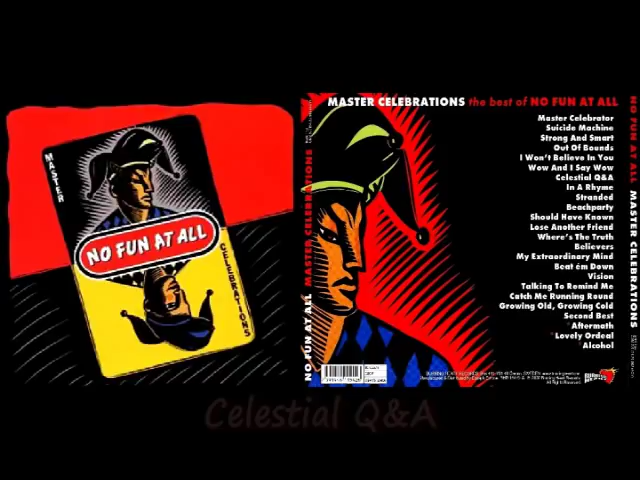 MASTER
NO FUN AT ALL
CELEBRATIONS
NO FUN AT ALL MASTER CELEBRATIONS
MASTER CELEBRATIONS the best of NO FUN AT ALL
Master Celebrator
Suicide Machine
Strong And Smart
Out Of Bounds
I Won't Believe In You
Wow And I Say Wow
Celestial Q&A
In A Rhyme
Stranded
Beachparty
Should Have Known
Lose Another Friend
Where's The Truth
Believers
My Extraordinary Mind
Beat ém Down
Vision
Talking To Remind Me
Catch Me Running Round
Growing Old, Growing Cold
Second Best
*Aftermath
*Lovely Ordeal
*Alcohol
NO FUN AT ALL MASTER CELEBRATIONS
Celestial Q&A